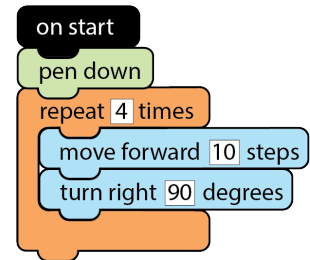 on start
pen down
repeat 4 times
move forward 10 steps
turn right 90 degrees